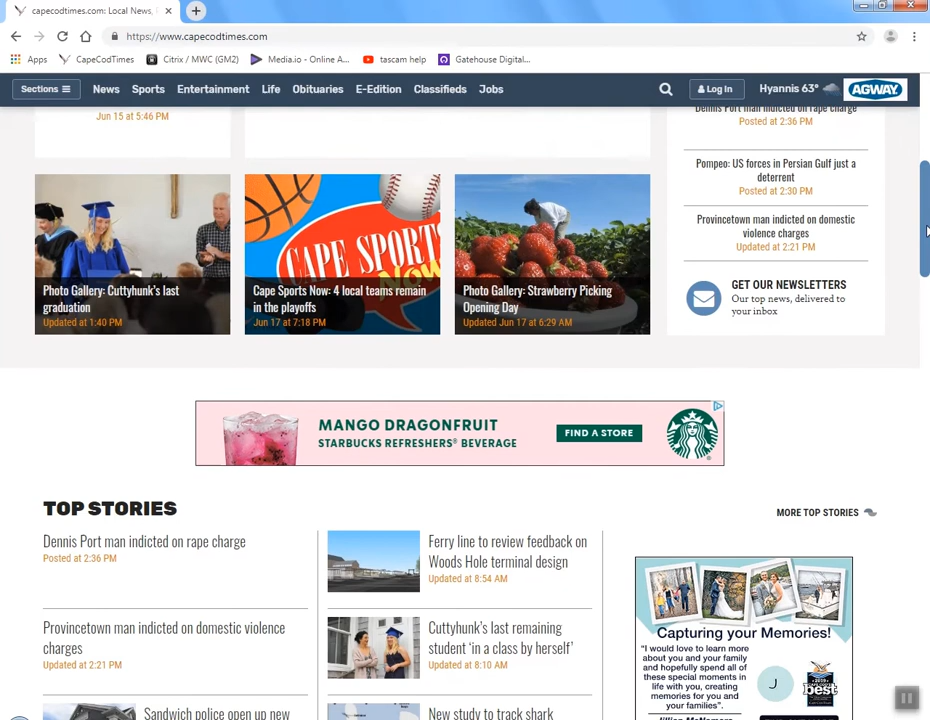 capecodtimes.com: Local News,
https://www.capecodtimes.com
Apps
CapeCodTimes
Citrix / MWC (GM2)
Media.io - Online A...
tascam help
Gatehouse Digital...
Sections
News
Sports
Entertainment
Life
Obituaries
E-Edition
Classifieds
Jobs
Log In
Hyannis 63°
AGWAY
Jun 15 at 5:46 PM
Dennis Port man indicted on rape charge
Posted at 2:36 PM
Pompeo: US forces in Persian Gulf just a
deterrent
Posted at 2:30 PM
Provincetown man indicted on domestic
violence charges
Updated at 2:21 PM
GET OUR NEWSLETTERS
Our top news, delivered to
your inbox
Photo Gallery: Cuttyhunk's last
graduation
Updated at 1:40 PM
CAPE SPORTS
Now
Cape Sports Now: 4 local teams remain
in the playoffs
Jun 17 at 7:18 PM
Photo Gallery: Strawberry Picking
Opening Day
Updated Jun 17 at 6:29 AM
MANGO DRAGONFRUIT
STARBUCKS REFRESHERS® BEVERAGE
FIND A STORE
TOP STORIES
MORE TOP STORIES
Dennis Port man indicted on rape charge
Posted at 2:36 PM
Provincetown man indicted on domestic violence
charges
Updated at 2:21 PM
Sandwich police open up new
Ferry line to review feedback on
Woods Hole terminal design
Updated at 8:54 AM
Cuttyhunk's last remaining
student 'in a class by herself'
Updated at 8:10 AM
New study to track shark
Capturing your Memories!
"I would love to learn more
about you and your family
and hopefully spend all of
these special moments in
life with you, creating
memories for you and
your families".
J
best